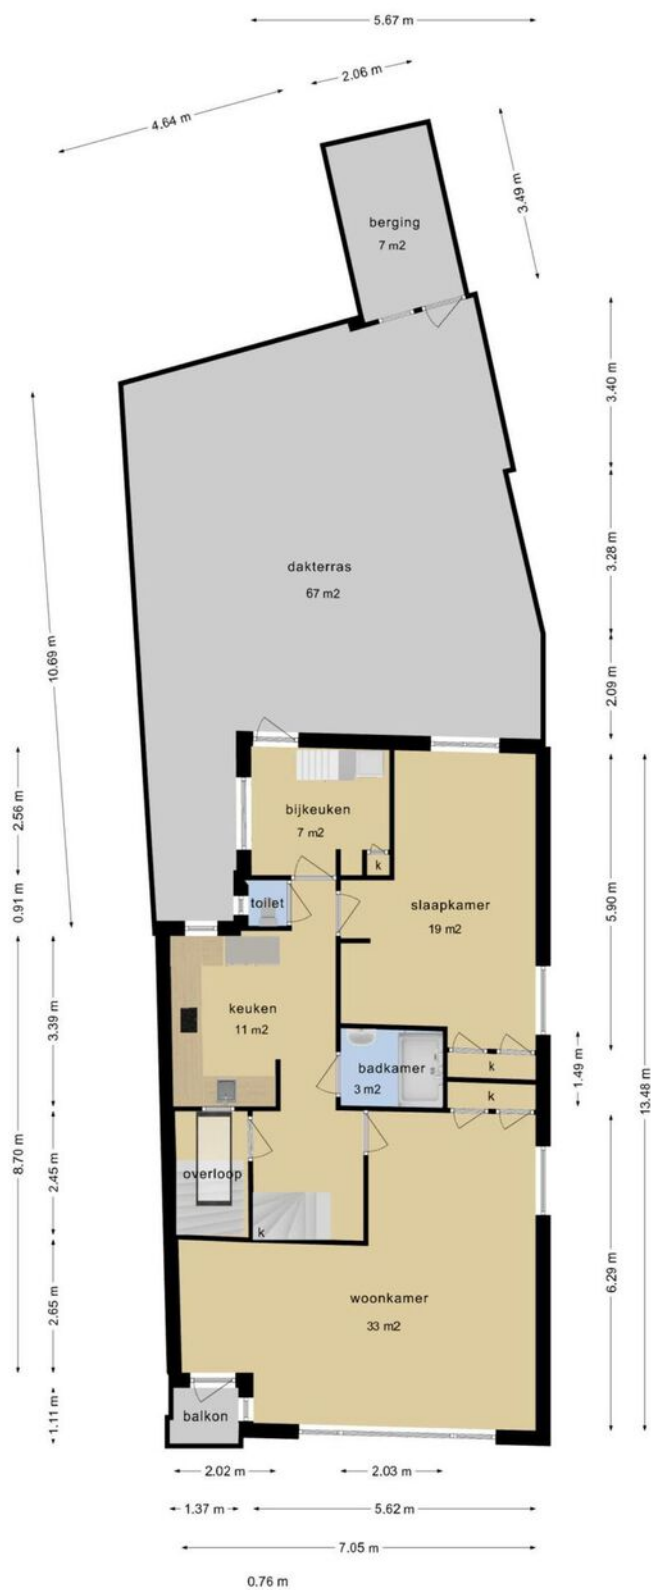 5.67 m
2.06 m
4.64 m
3.49 m
berging
7 m2
3.40 m
10.69 m
3.28 m
dakterras
67 m2
2.09 m
2.56 m
bijkeuken
7 m2
k
0.91 m
toilet
slaapkamer
19 m2
5.90 m
13.48 m
8.70 m
3.39 m
keuken
11 m2
badkamer
3 m2
k
k
1.49 m
2.45 m
overloop
k
6.29 m
2.65 m
woonkamer
33 m2
1.11 m
balkon
2.02 m
2.03 m
1.37 m
5.62 m
7.05 m
0.76 m